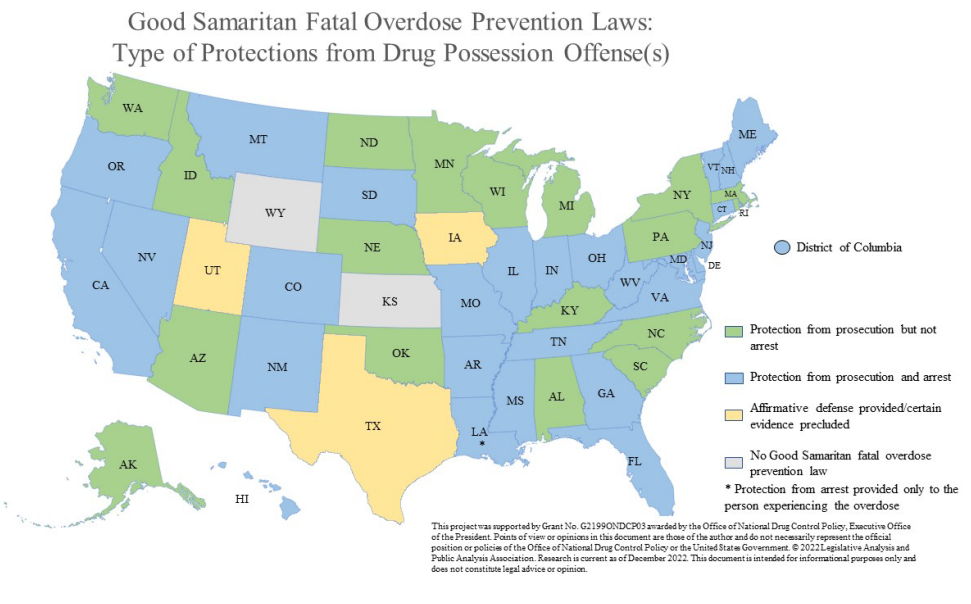 Good Samaritan Fatal Overdose Prevention Laws:
Type of Protections from Drug Possession Offense(s)
WA
MT
ND
MN
ME
OR
ID
SD
WI
MI
NY
VT
NH
MA
CT
RI
WY
IA
NE
PA
NJ
NV
UT
CO
IL
IN
OH
MD
DE
WV
VA
CA
KS
MO
KY
AZ
NM
OK
AR
TN
NC
SC
MS
AL
GA
TX
LA
*
FL
AK
HI
District of Columbia
Protection from prosecution but not
arrest
Protection from prosecution and arrest
Affirmative defense provided/certain
evidence precluded
No Good Samaritan fatal overdose
prevention law
* Protection from arrest provided only to the
person experiencing the overdose
This project was supported by Grant No. G2199ONDCP03 awarded by the Office of National Drug Control Policy, Executive Office
of the President. Points of view or opinions in this document are those of the author and do not necessarily represent the official
position or policies of the Office of National Drug Control Policy or the United States Government. © 2022 Legislative Analysis and
Public Analysis Association. Research is current as of December 2022. This document is intended for informational purposes only and
does not constitute legal advice or opinion.